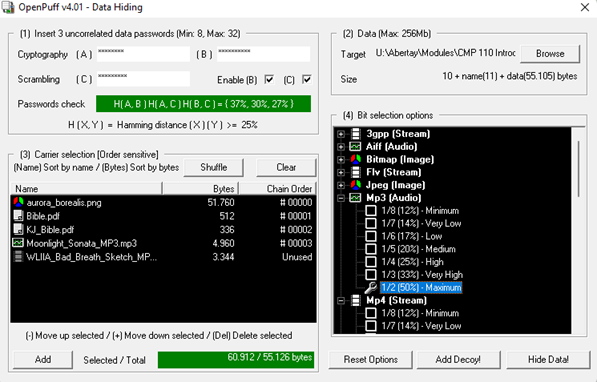 OpenPuff v4.01 - Data Hiding
(1) Insert 3 uncorrelated data passwords (Min: 8, Max: 32)
Cryptography (A) ******** (B) ********
Scrambling (C) ******** Enable (B) (C)
Passwords check H( A, B ) H( A, C ) H( B, C ) = { 37%, 30%, 27% }
H ( X, Y ) = Hamming distance ( X ) ( Y ) >= 25%
(2) Data (Max: 256Mb)
Target U:\Abertay\Modules\CMP 110 Introc Browse
Size 10 + name(11) + data(55.105) bytes
(3) Carrier selection [Order sensitive]
(Name) Sort by name / (Bytes) Sort by bytes Shuffle Clear
Name Bytes Chain Order
aurora_borealis.png 51.760 # 00000
Bible.pdf 512 # 00001
KJ_Bible.pdf 336 # 00002
Moonlight_Sonata_MP3.mp3 4.960 # 00003
WLIIA_Bad_Breath_Sketch_MP... 3.344 Unused
(-) Move up selected / (+) Move down selected / (Del) Delete selected
Add Selected / Total 60.912 / 55.126 bytes
(4) Bit selection options
3gpp (Stream)
Aiff (Audio)
Bitmap (Image)
Flv (Stream)
Jpeg (Image)
Mp3 (Audio)
1/8 (12%) - Minimum
1/7 (14%) - Very Low
1/6 (17%) - Low
1/5 (20%) - Medium
1/4 (25%) - High
1/3 (33%) - Very High
1/2 (50%) - Maximum
Mp4 (Stream)
1/8 (12%) - Minimum
1/7 (14%) - Very Low
Reset Options Add Decoy! Hide Data!